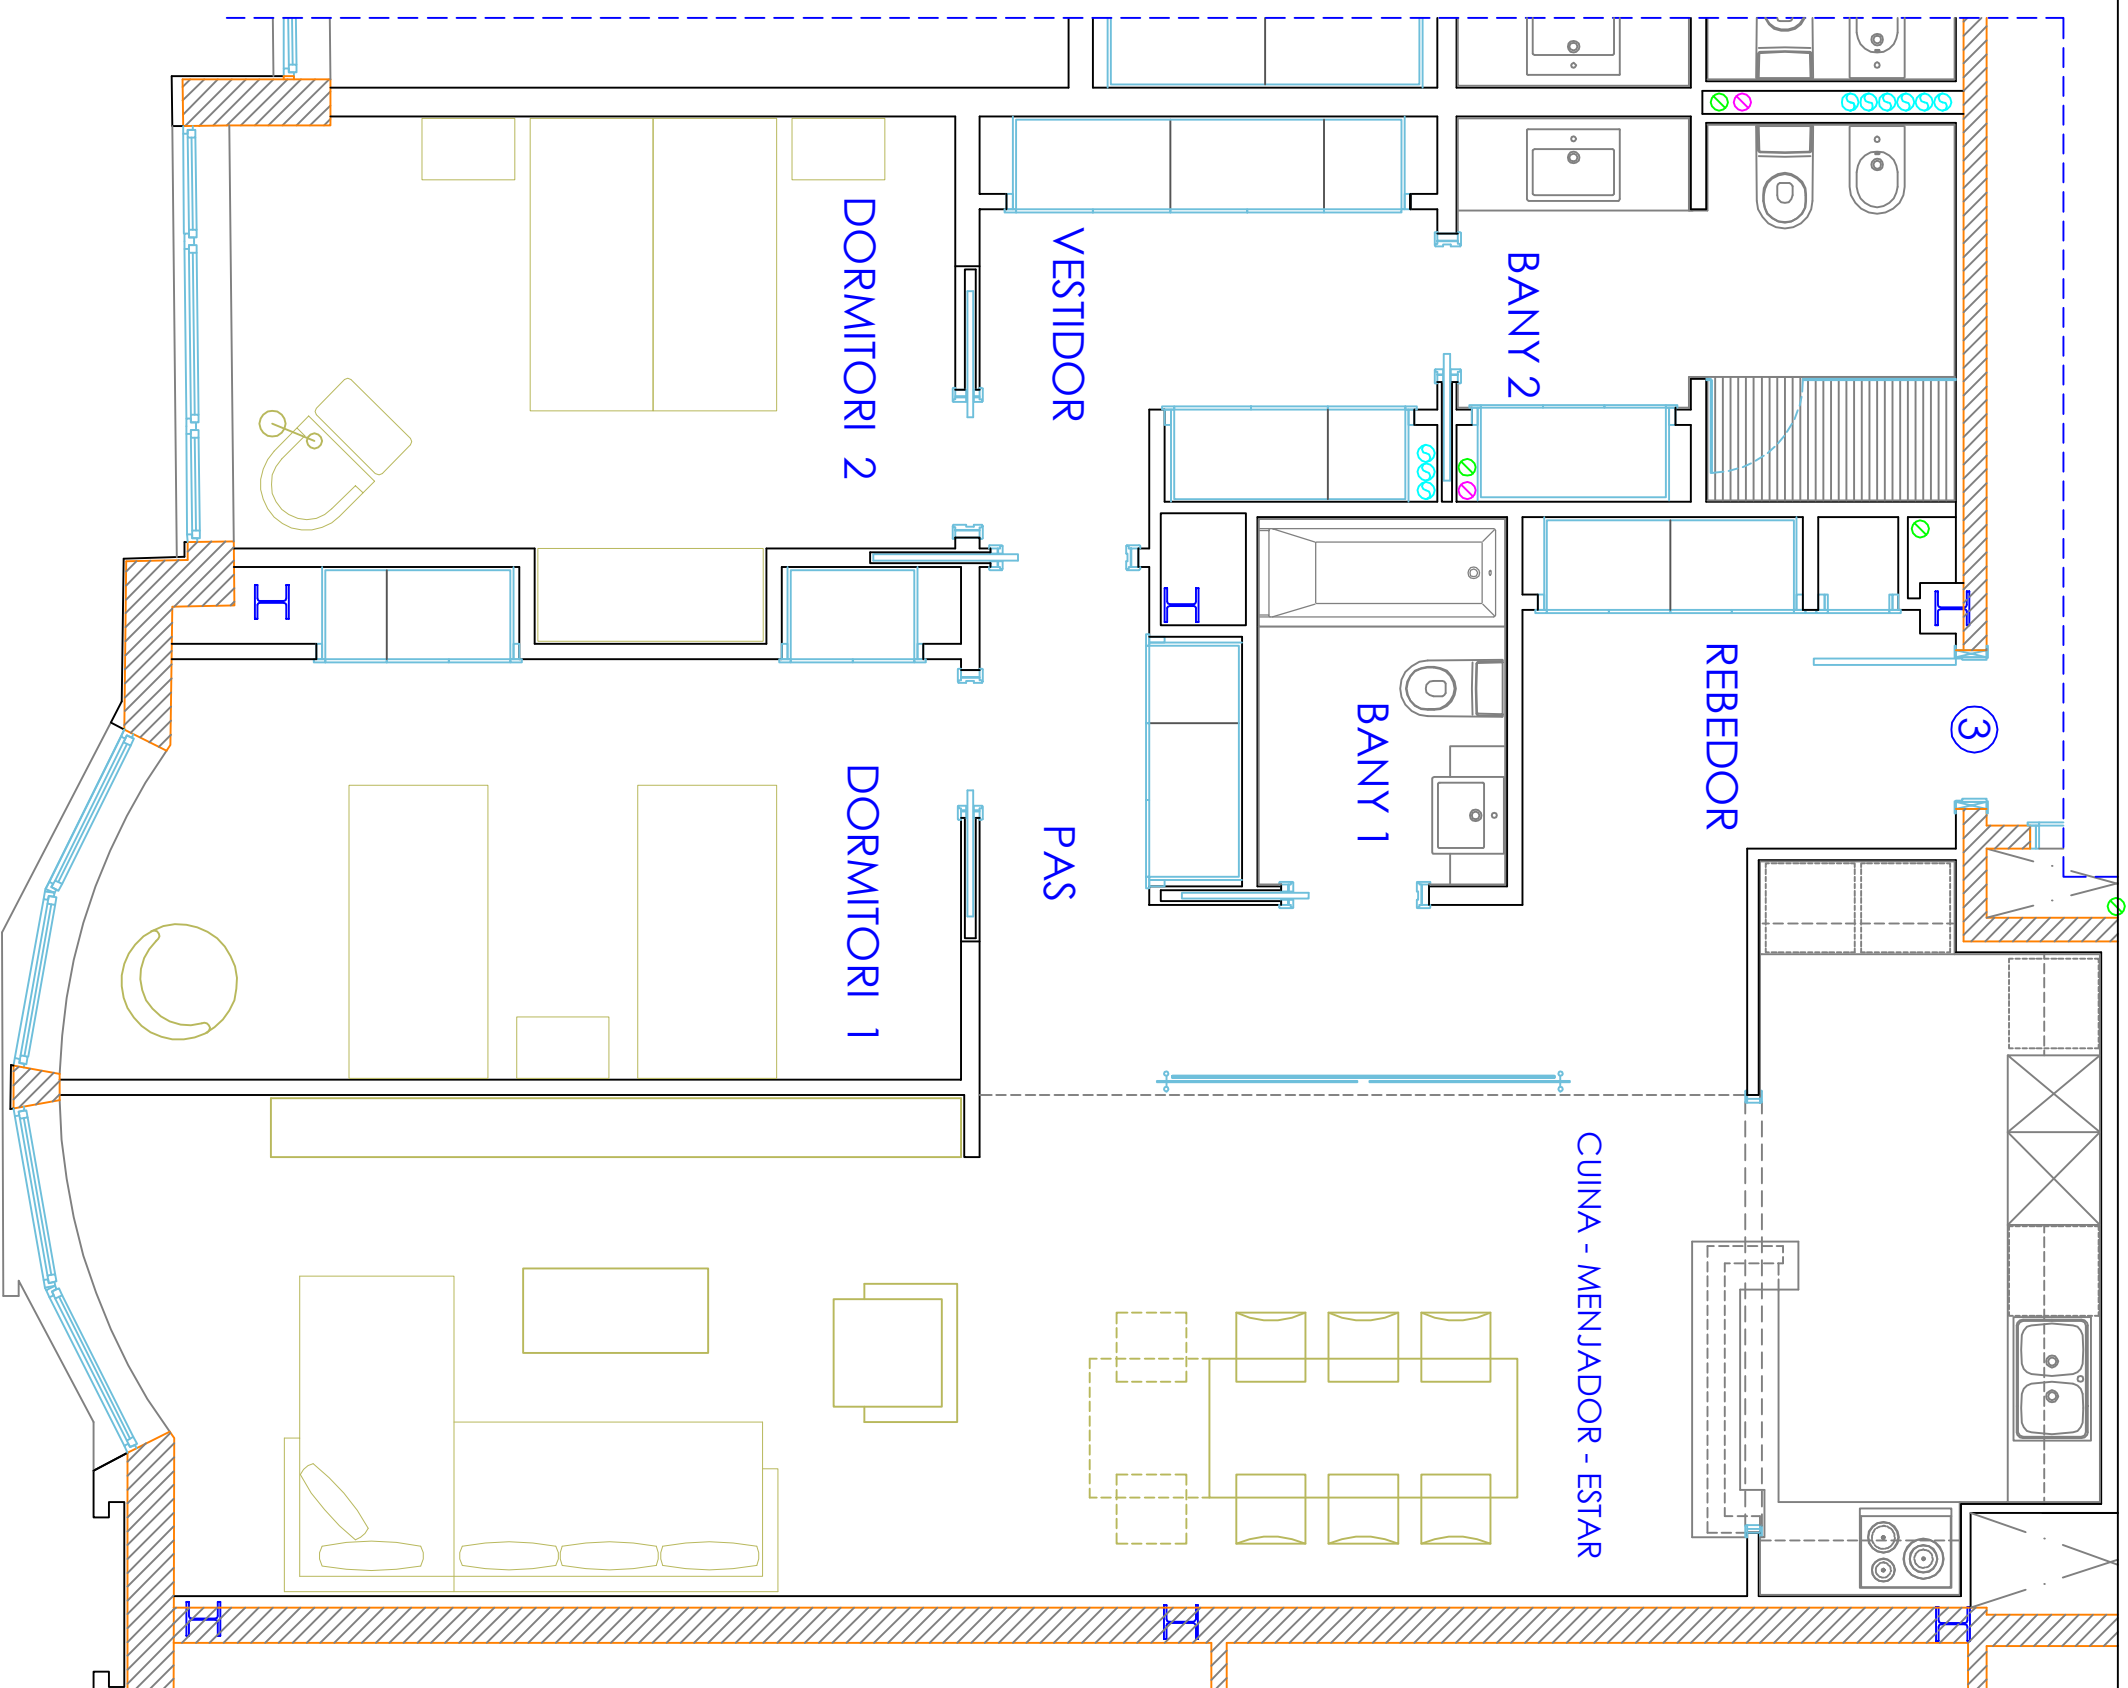 3
REBEDOR
BANY 2
BANY 1
CUINA - MENJADOR - ESTAR
VESTIDOR
PAS
DORMITORI 2
DORMITORI 1